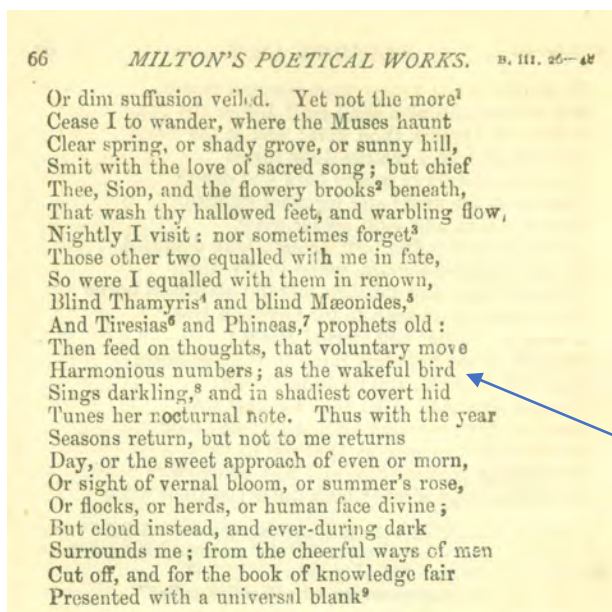 66 MILTON'S POETICAL WORKS. B. III. 26—48
Or dim suffusion veiled. Yet not the more¹
Cease I to wander, where the Muses haunt
Clear spring, or shady grove, or sunny hill,
Smit with the love of sacred song; but chief
Thee, Sion, and the flowery brooks² beneath,
That wash thy hallowed feet, and warbling flow,
Nightly I visit: nor sometimes forget³
Those other two equalled with me in fate,
So were I equalled with them in renown,
Blind Thamyris⁴ and blind Mæonides,⁵
And Tiresias⁶ and Phineas,⁷ prophets old:
Then feed on thoughts, that voluntary move
Harmonious numbers; as the wakeful bird
Sings darkling,⁸ and in shadiest covert hid
Tunes her nocturnal note. Thus with the year
Seasons return, but not to me returns
Day, or the sweet approach of even or morn,
Or sight of vernal bloom, or summer's rose,
Or flocks, or herds, or human face divine;
But cloud instead, and ever-during dark
Surrounds me; from the cheerful ways of men
Cut off, and for the book of knowledge fair
Presented with a universal blank⁹